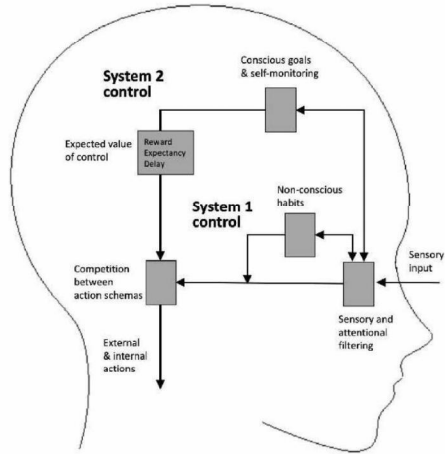 Conscious goals
& self-monitoring
System 2
control
Expected value
of control
Reward
Expectancy
Delay
Non-conscious
habits
System 1
control
Sensory
input
Competition
between
action schemas
Sensory and
attentional
filtering
External
& internal
actions